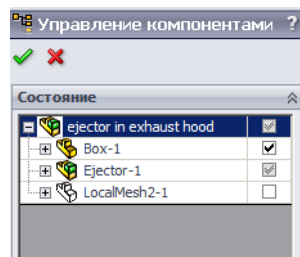 Управление компонентами ?
Состояние
ejector in exhaust hood
Box-1
Ejector-1
LocalMesh2-1